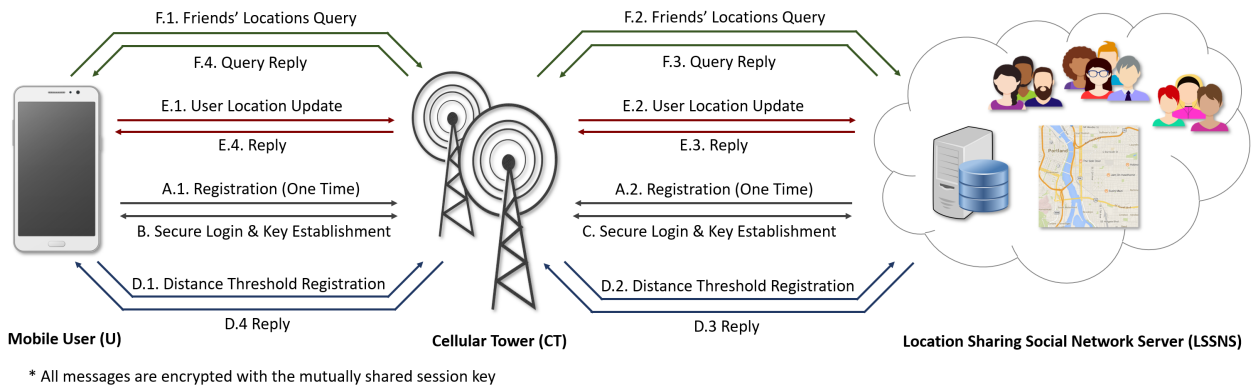 F.1. Friends’ Locations Query
F.2. Friends’ Locations Query
F.4. Query Reply
F.3. Query Reply
E.1. User Location Update
E.2. User Location Update
E.4. Reply
E.3. Reply
Portland
A.1. Registration (One Time)
A.2. Registration (One Time)
B. Secure Login & Key Establishment
C. Secure Login & Key Establishment
D.1. Distance Threshold Registration
D.2. Distance Threshold Registration
D.4 Reply
D.3 Reply
Mobile User (U)
Cellular Tower (CT)
Location Sharing Social Network Server (LSSNS)
* All messages are encrypted with the mutually shared session key